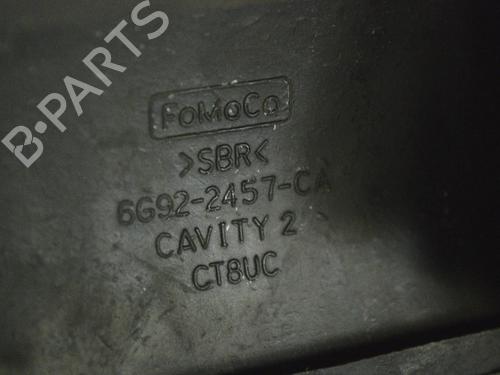 B-PARTS
FoMoCo
>SBR<
6G92-2457-CA
CAVITY 2
CT8UC